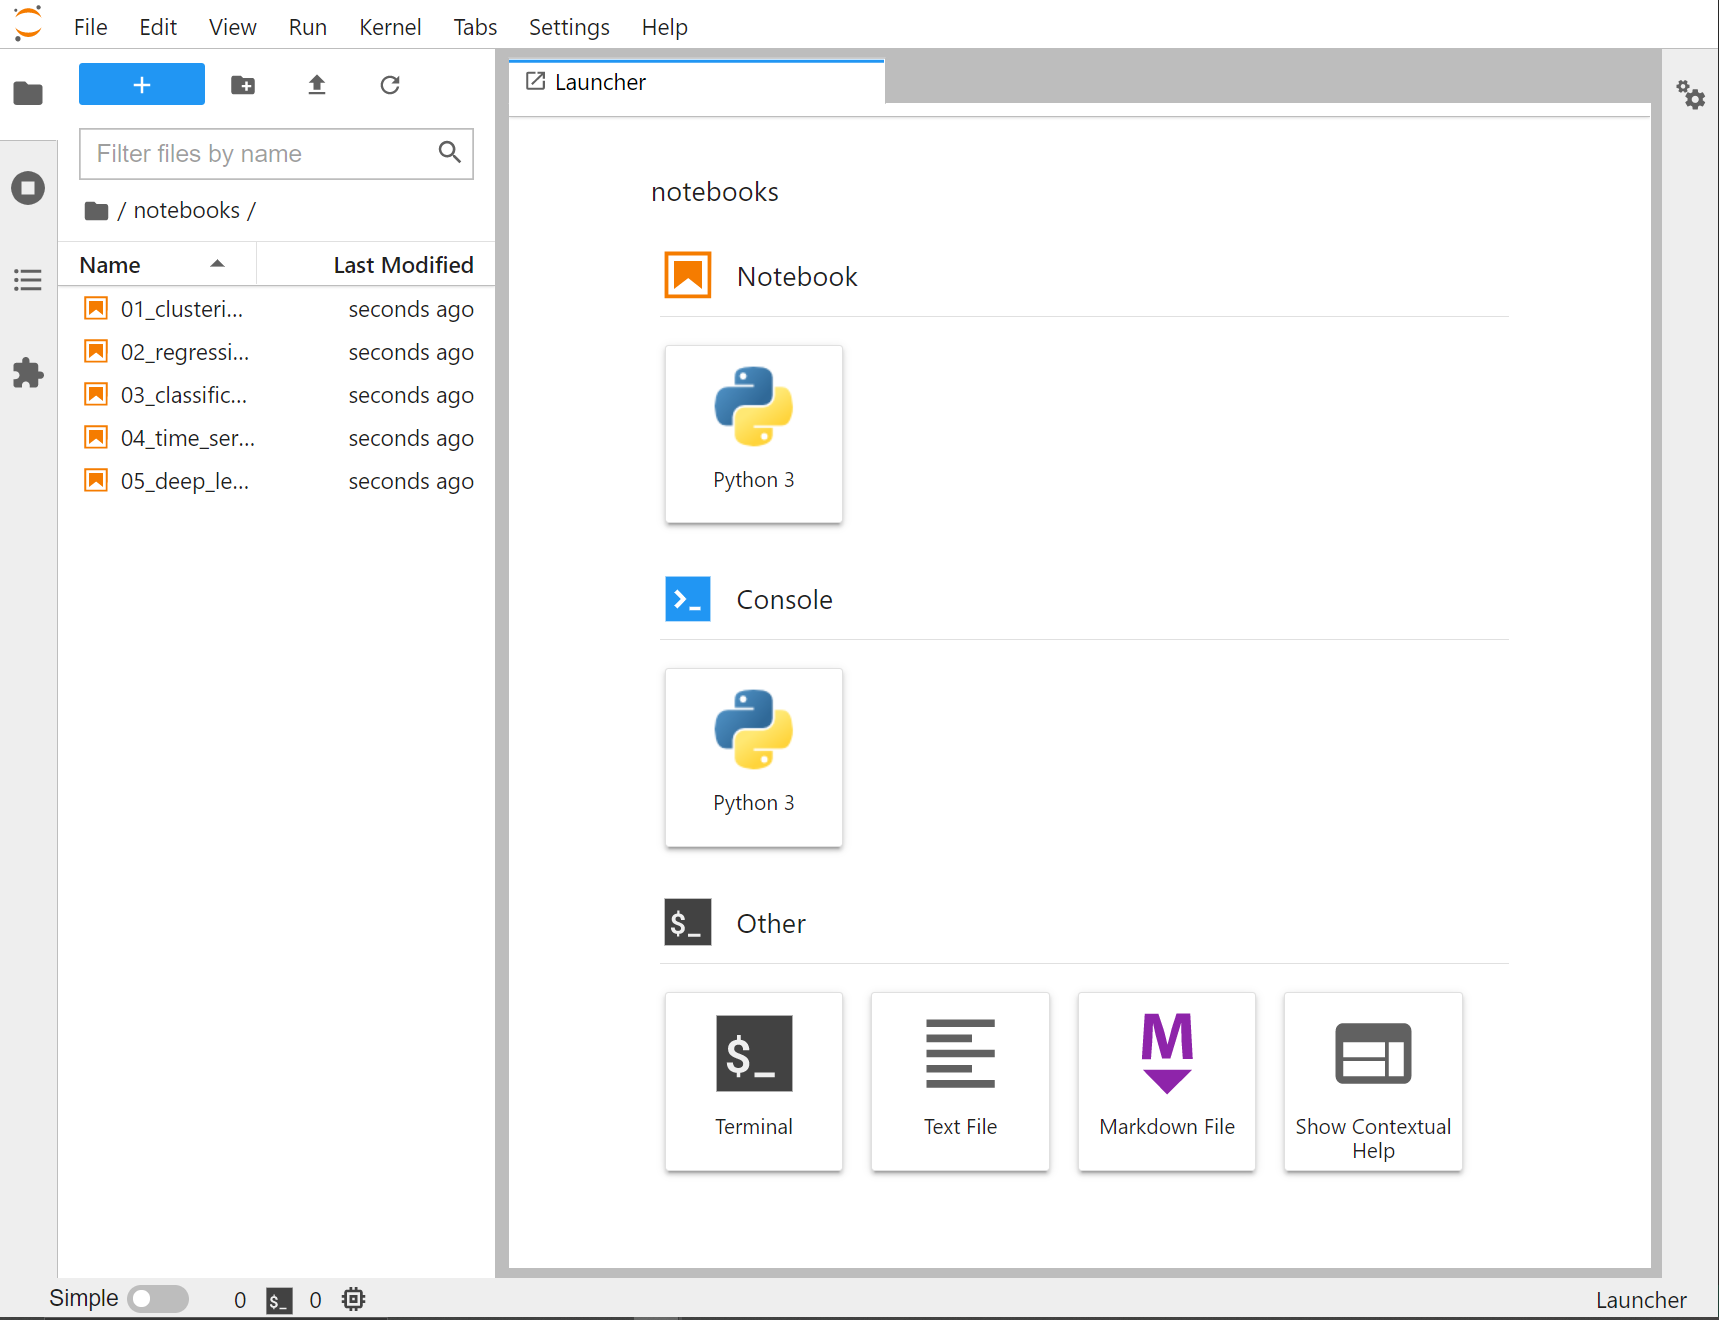 File Edit View Run Kernel Tabs Settings Help
+
Launcher
Filter files by name
/ notebooks /
Name Last Modified
01_clusteri... seconds ago
02_regressi... seconds ago
03_classific... seconds ago
04_time_ser... seconds ago
05_deep_le... seconds ago
notebooks
Notebook
Python 3
>_ Console
Python 3
$_ Other
$_
Terminal
Text File
M
Markdown File
Show Contextual
Help
Simple 0 $_ 0 Launcher